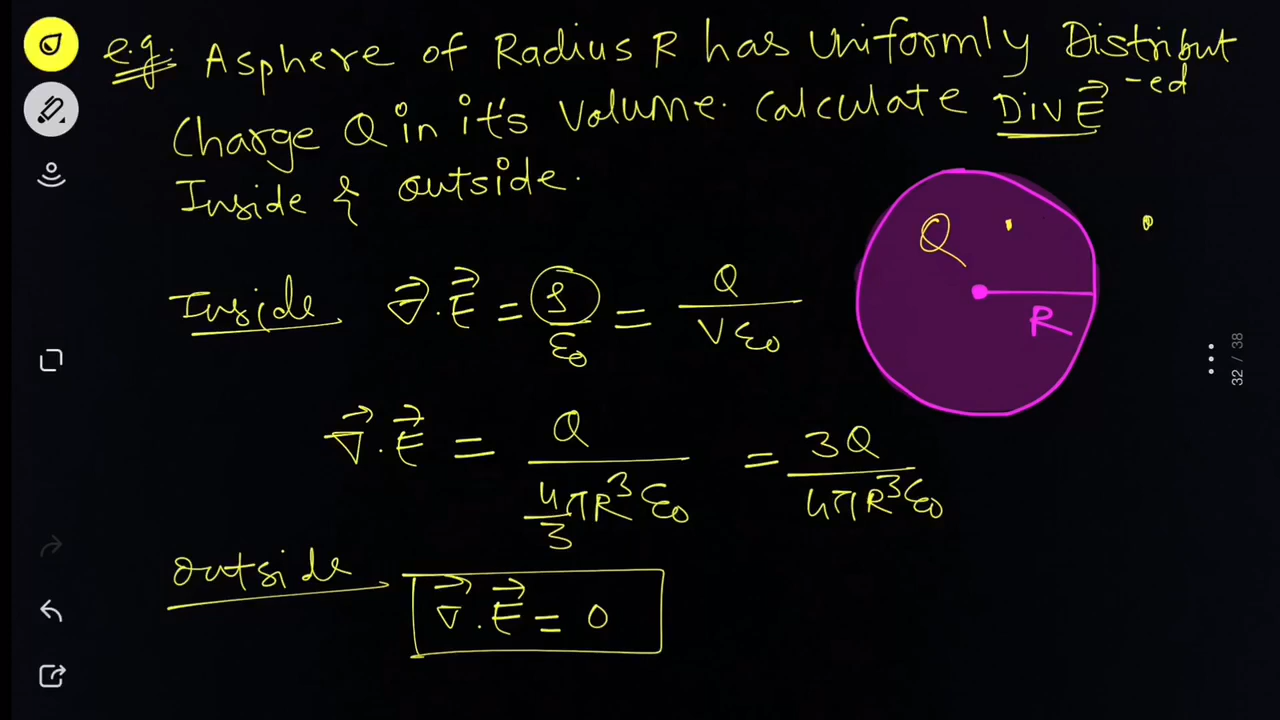 e.g. A sphere of Radius R has Uniformly Distribut
-ed
Charge Q in it's Volume. Calculate Div E⃗
Inside & outside.
Q
R
Inside ∇⃗.E⃗ = ρ/ε₀ = Q/Vε₀
∇⃗.E⃗ = Q/(4/3 πR³ε₀) = 3Q/4πR³ε₀
outside
∇⃗.E⃗ = 0
32 / 38